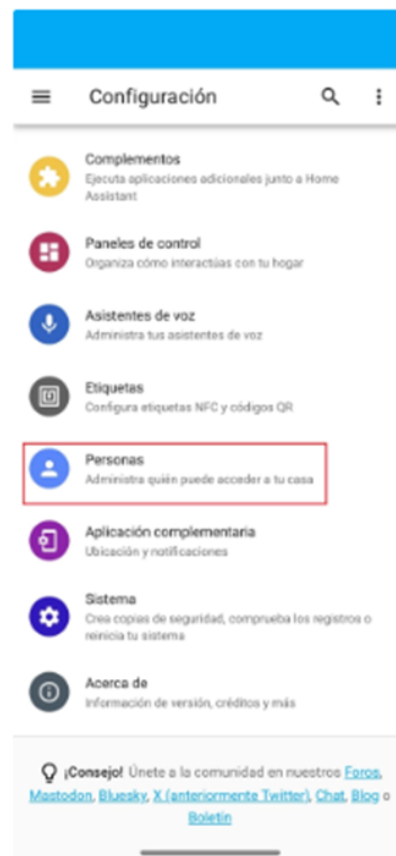 Configuración
Complementos
Ejecuta aplicaciones adicionales junto a Home
Assistant
Paneles de control
Organiza cómo interactúas con tu hogar
Asistentes de voz
Administra tus asistentes de voz
Etiquetas
Configura etiquetas NFC y códigos QR
Personas
Administra quién puede acceder a tu casa
Aplicación complementaria
Ubicación y notificaciones
Sistema
Crea copias de seguridad, comprueba los registros o
reinicia tu sistema
Acerca de
Información de versión, créditos y más
¡Consejo! Únete a la comunidad en nuestros Foros,
Mastodon, Bluesky, X (anteriormente Twitter), Chat, Blog o
Boletín